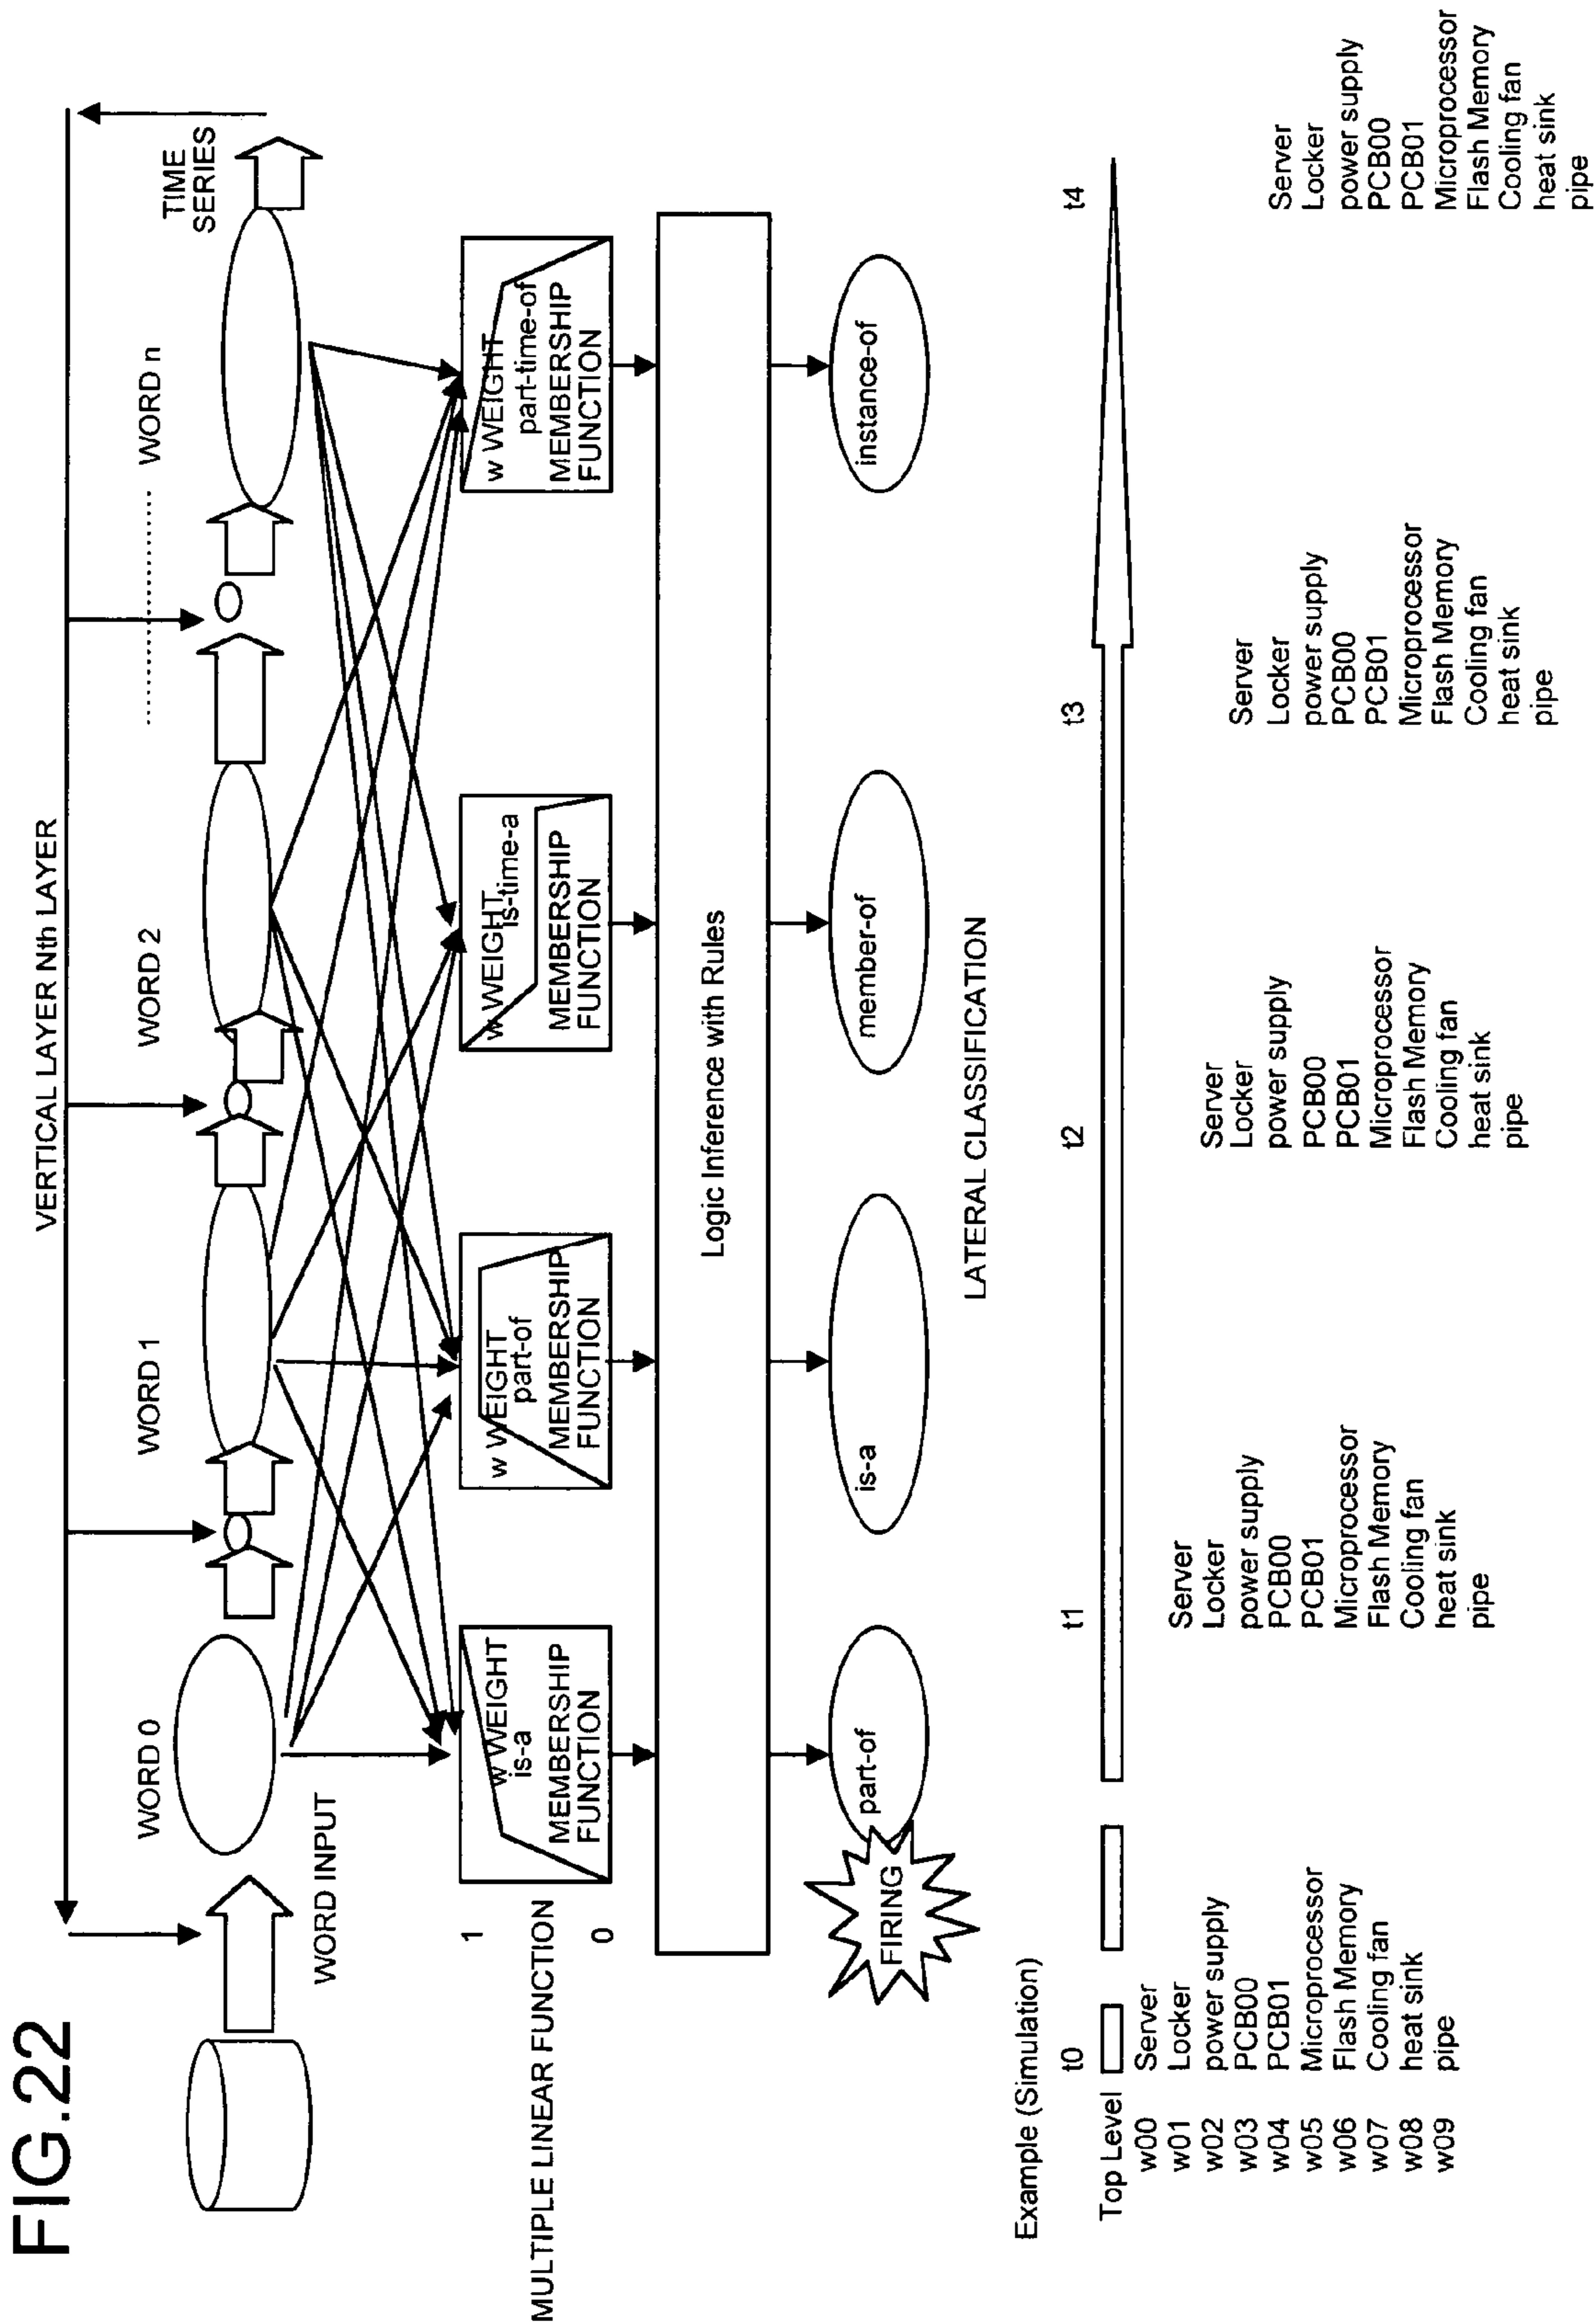 FIG.22
VERTICAL LAYER Nth LAYER
WORD 0
WORD 1
WORD 2
WORD n
TIME
SERIES
WORD INPUT
MULTIPLE LINEAR FUNCTION
1
0
w WEIGHT
is-a
MEMBERSHIP
FUNCTION
w WEIGHT
part-of
MEMBERSHIP
FUNCTION
w WEIGHT
is-time-a
MEMBERSHIP
FUNCTION
w WEIGHT
part-time-of
MEMBERSHIP
FUNCTION
Logic Inference with Rules
FIRING
part-of
is-a
member-of
instance-of
LATERAL CLASSIFICATION
Example (Simulation)
t0
t1
t2
t3
t4
Top Level
w00 Server
w01 Locker
w02 power supply
w03 PCB00
w04 PCB01
w05 Microprocessor
w06 Flash Memory
w07 Cooling fan
w08 heat sink
w09 pipe
Server
Locker
power supply
PCB00
PCB01
Microprocessor
Flash Memory
Cooling fan
heat sink
pipe
Server
Locker
power supply
PCB00
PCB01
Microprocessor
Flash Memory
Cooling fan
heat sink
pipe
Server
Locker
power supply
PCB00
PCB01
Microprocessor
Flash Memory
Cooling fan
heat sink
pipe
Server
Locker
power supply
PCB00
PCB01
Microprocessor
Flash Memory
Cooling fan
heat sink
pipe